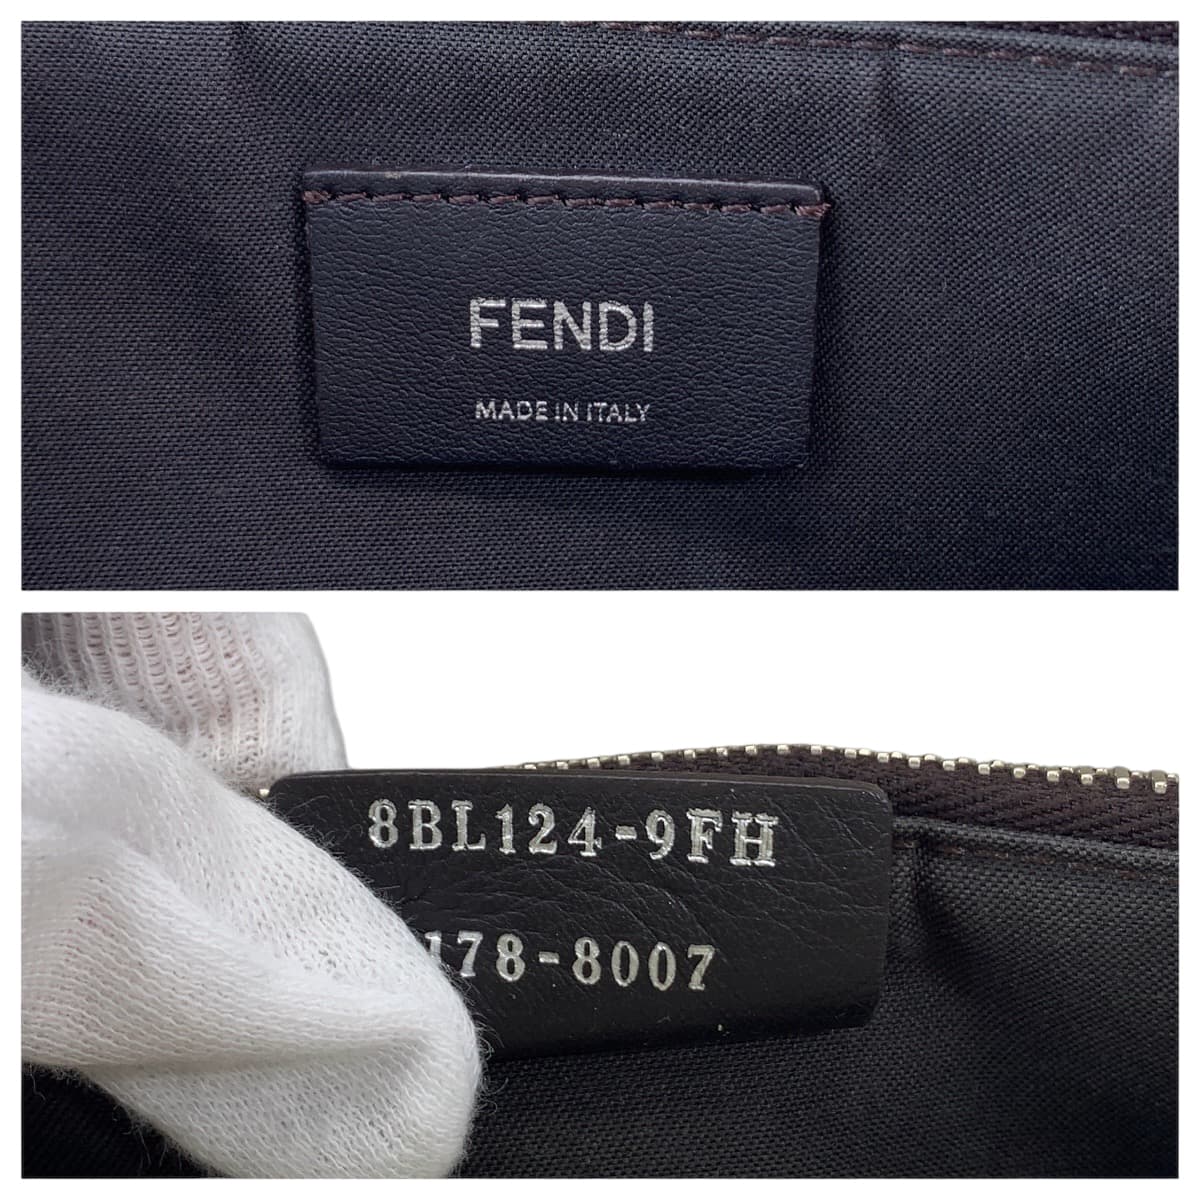 FENDI
MADE IN ITALY
8BL124-9FH
178-8007